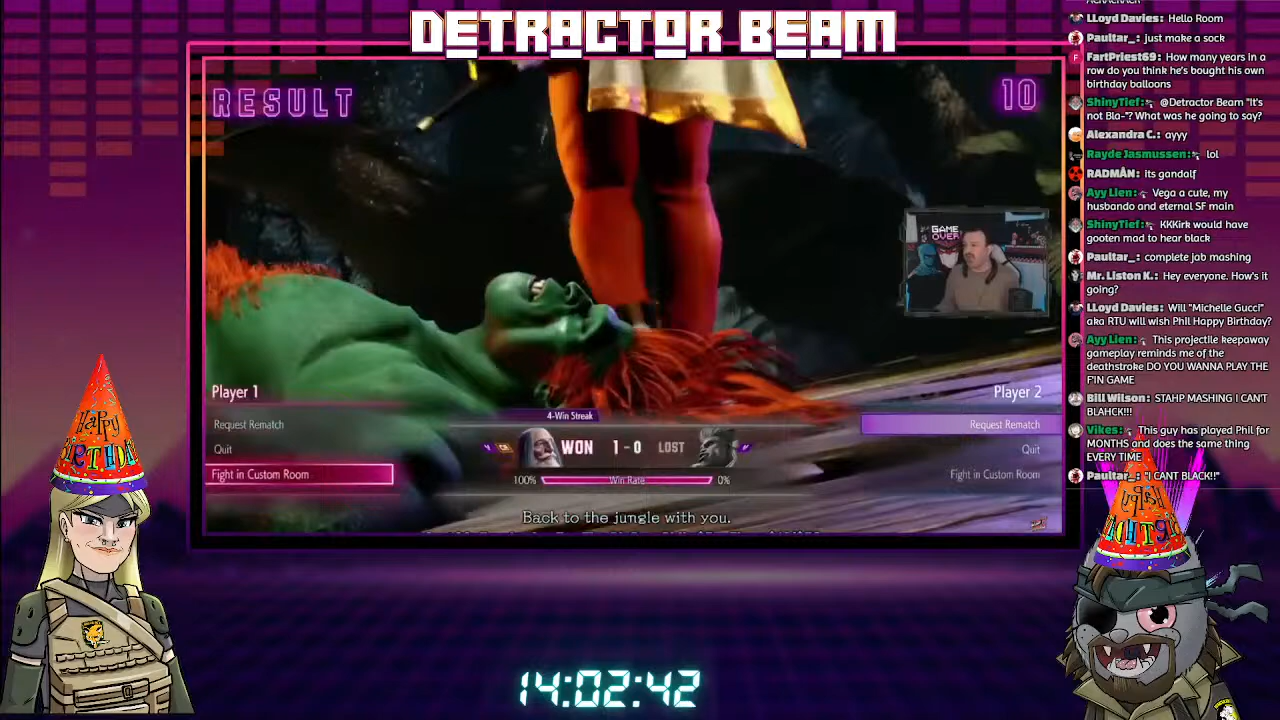 DETRACTOR BEAM
RESULT
10
GAME
OVER
Player 1
Player 2
Request Rematch
Quit
Fight in Custom Room
4-Win Streak
WON 1 - 0 LOST
100% Win Rate 0%
Request Rematch
Quit
Fight in Custom Room
Back to the jungle with you.
LLoyd Davies: Hello Room
Paultar_: just make a sock
FartPriest69: How many years in a
row do you think he's bought his own
birthday balloons
ShinyTief: @Detractor Beam "It's
not Bla-"? What was he going to say?
Alexandra C.: ayyy
Rayde Jasmussen: lol
RADMÅN: Its gandalf
Ayy Lien: Vega a cute, my
husbando and eternal SF main
ShinyTief: KKKirk would have
gooten mad to hear black
Paultar_: complete jab mashing
Mr. Liston K.: Hey everyone. How's it
going?
LLoyd Davies: Will "Michelle Gucci"
aka RTU will wish Phil Happy Birthday?
Ayy Lien: This projectile keepaway
gameplay reminds me of the
deathstroke DO YOU WANNA PLAY THE
F'IN GAME
Bill Wilson: STAHP MASHING I CAN'T
BLAHCK!!!
Vikes: This guy has played Phil for
MONTHS and does the same thing
EVERY TIME
Paultar_: "I CANT BLACK!!"
HAPPY
BIRTHDAY
HAPPY
BIRTHDAY
14:02:42